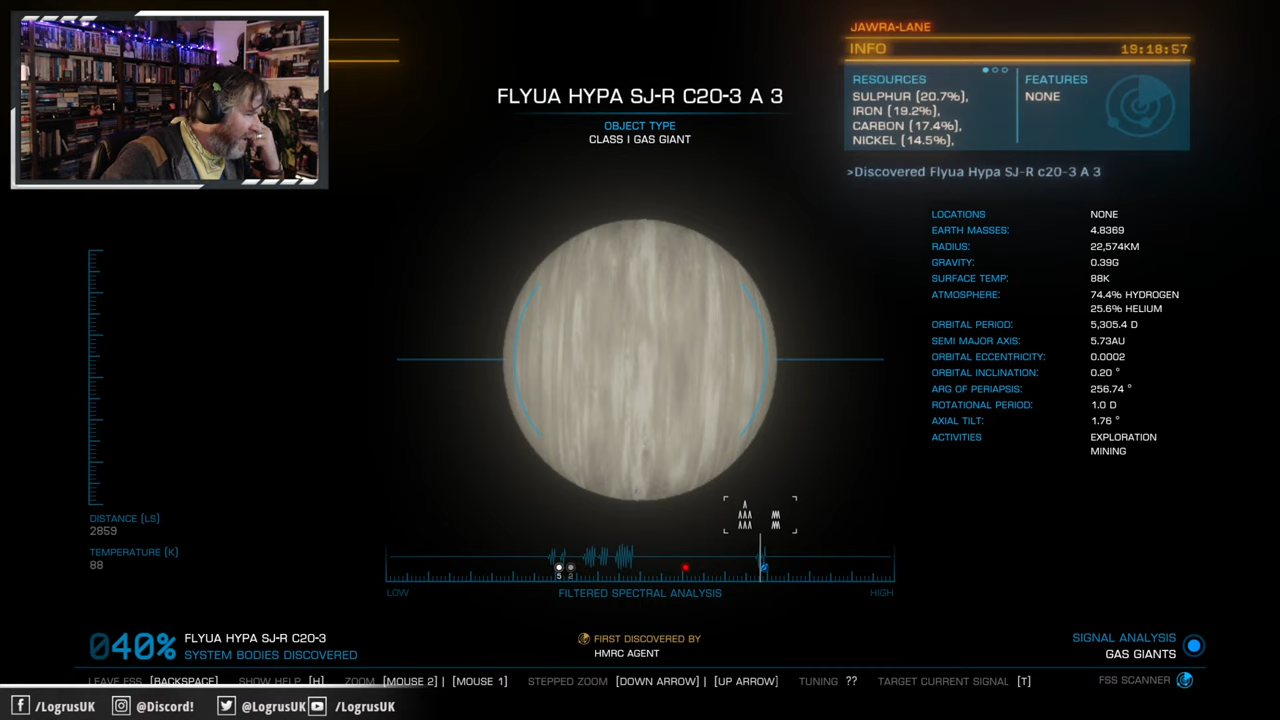 JAWRA-LANE
INFO
19:18:57
RESOURCES
SULPHUR (20.7%),
IRON (19.2%),
CARBON (17.4%),
NICKEL (14.5%),
FEATURES
NONE
>Discovered Flyua Hypa SJ-R c20-3 A 3
FLYUA HYPA SJ-R C20-3 A 3
OBJECT TYPE
CLASS I GAS GIANT
LOCATIONS NONE
EARTH MASSES: 4.8369
RADIUS: 22,574KM
GRAVITY: 0.39G
SURFACE TEMP: 88K
ATMOSPHERE: 74.4% HYDROGEN
25.6% HELIUM
ORBITAL PERIOD: 5,305.4 D
SEMI MAJOR AXIS: 5.73AU
ORBITAL ECCENTRICITY: 0.0002
ORBITAL INCLINATION: 0.20 °
ARG OF PERIAPSIS: 256.74 °
ROTATIONAL PERIOD: 1.0 D
AXIAL TILT: 1.76 °
ACTIVITIES EXPLORATION
MINING
DISTANCE (LS)
2859
TEMPERATURE (K)
88
5 2
LOW
FILTERED SPECTRAL ANALYSIS
HIGH
040%
FLYUA HYPA SJ-R C20-3
SYSTEM BODIES DISCOVERED
FIRST DISCOVERED BY
HMRC AGENT
SIGNAL ANALYSIS
GAS GIANTS
LEAVE FSS [BACKSPACE] SHOW HELP [H] ZOOM [MOUSE 2] | [MOUSE 1] STEPPED ZOOM [DOWN ARROW] | [UP ARROW] TUNING ?? TARGET CURRENT SIGNAL [T] FSS SCANNER
/LogrusUK @Discord! @LogrusUK /LogrusUK